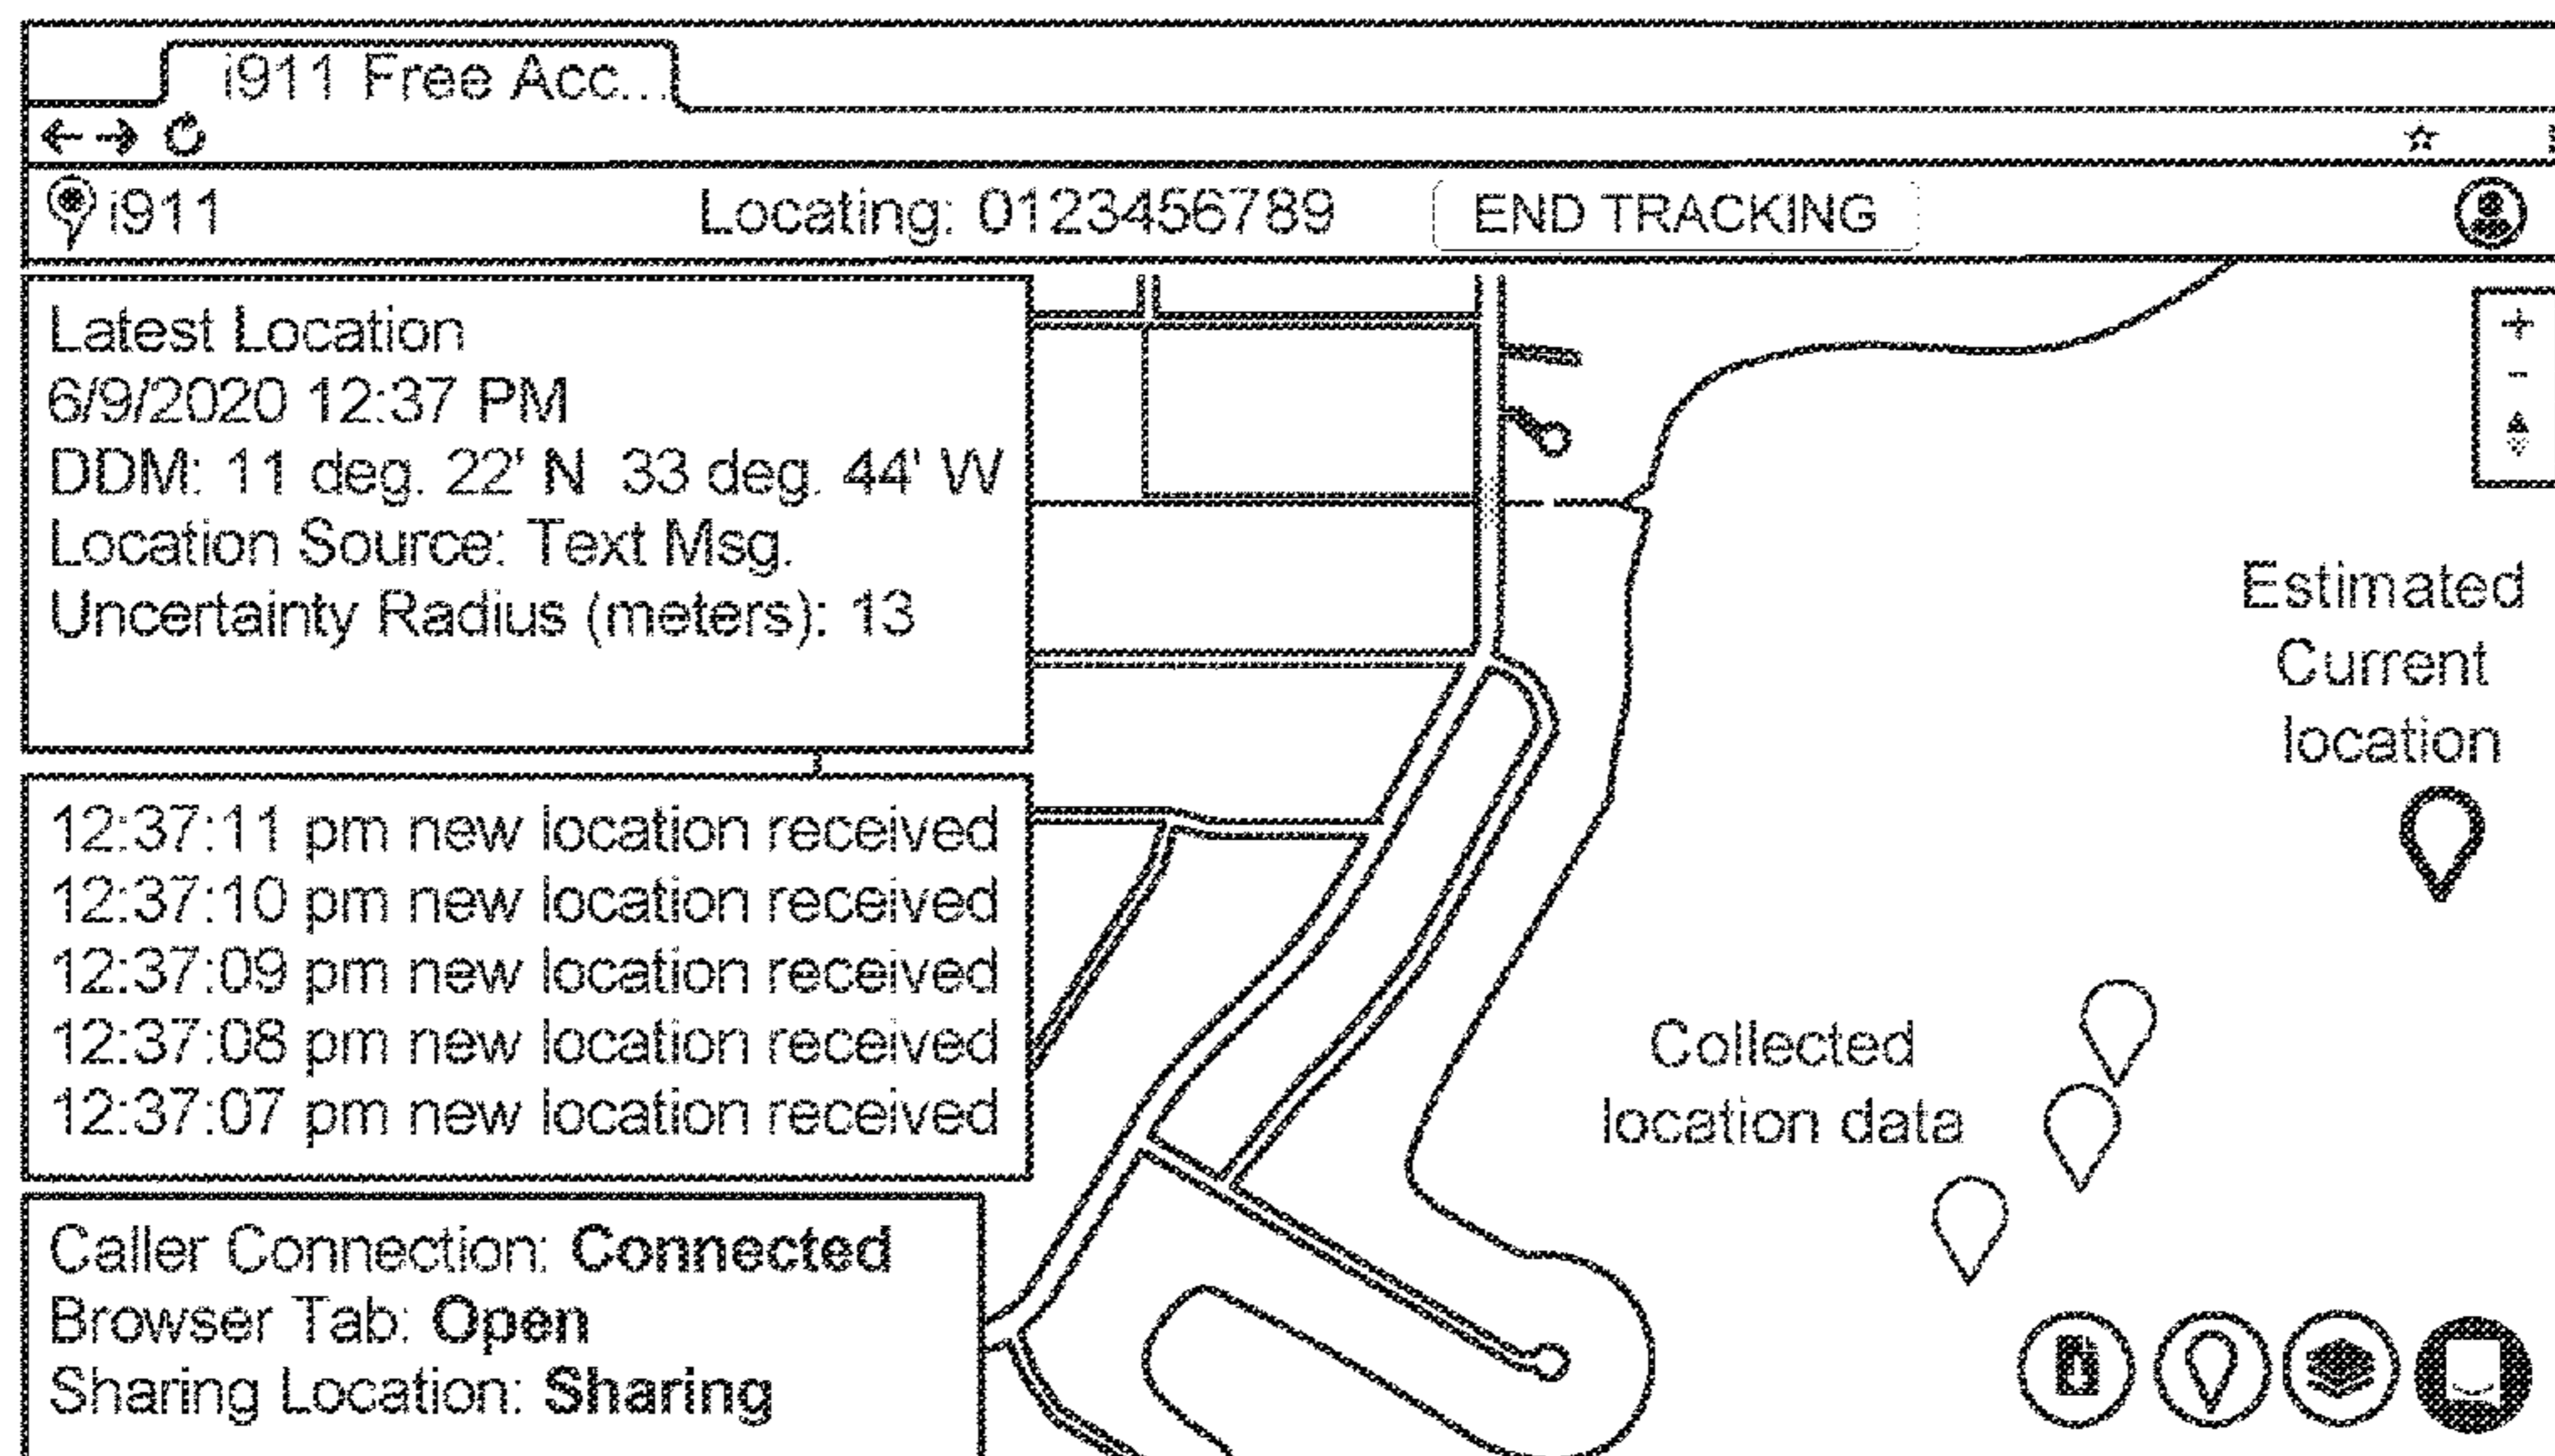 i911 Free Acc...
i911
Locating: 0123456789
END TRACKING
Latest Location
6/9/2020 12:37 PM
DDM: 11 deg. 22' N 33 deg. 44' W
Location Source: Text Msg.
Uncertainty Radius (meters): 13
12:37:11 pm new location received
12:37:10 pm new location received
12:37:09 pm new location received
12:37:08 pm new location received
12:37:07 pm new location received
Caller Connection: Connected
Browser Tab: Open
Sharing Location: Sharing
Estimated
Current
location
Collected
location data